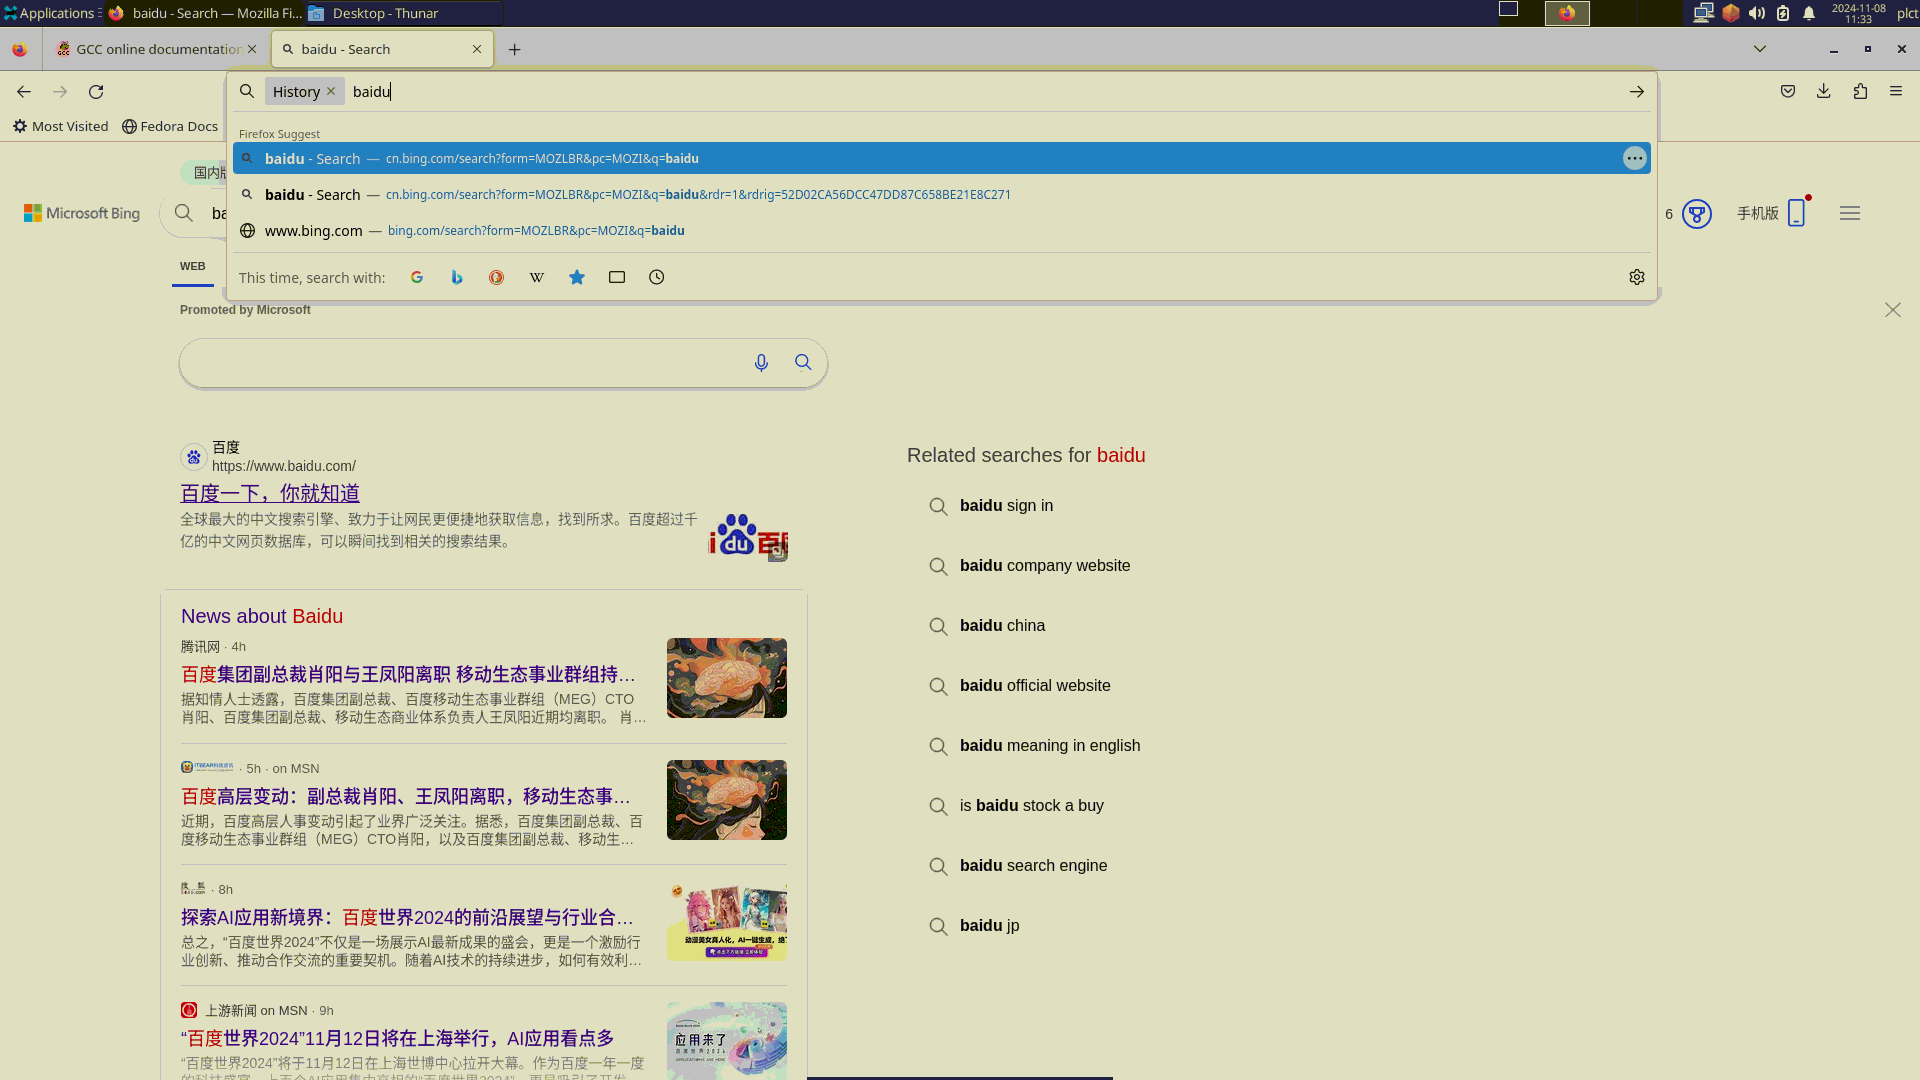 Applications
baidu - Search — Mozilla Fi...
Desktop - Thunar
2024-11-08
11:33
plct
GCC online documentation
baidu - Search
History
baidu
Most Visited
Fedora Docs
Firefox Suggest
baidu - Search — cn.bing.com/search?form=MOZLBR&pc=MOZI&q=baidu
baidu - Search — cn.bing.com/search?form=MOZLBR&pc=MOZI&q=baidu&rdr=1&rdrig=52D02CA56DCC47DD87C658BE21E8C271
www.bing.com — bing.com/search?form=MOZLBR&pc=MOZI&q=baidu
This time, search with:
国内版
Microsoft Bing
ba
6
手机版
WEB
Promoted by Microsoft
百度
https://www.baidu.com/
百度一下，你就知道
全球最大的中文搜索引擎、致力于让网民更便捷地获取信息，找到所求。百度超过千
亿的中文网页数据库，可以瞬间找到相关的搜索结果。
News about Baidu
腾讯网 · 4h
百度集团副总裁肖阳与王凤阳离职 移动生态事业群组持…
据知情人士透露，百度集团副总裁、百度移动生态事业群组（MEG）CTO
肖阳、百度集团副总裁、移动生态商业体系负责人王凤阳近期均离职。 肖…
· 5h · on MSN
百度高层变动：副总裁肖阳、王凤阳离职，移动生态事…
近期，百度高层人事变动引起了业界广泛关注。据悉，百度集团副总裁、百
度移动生态事业群组（MEG）CTO肖阳，以及百度集团副总裁、移动生…
· 8h
探索AI应用新境界：百度世界2024的前沿展望与行业合…
总之，“百度世界2024”不仅是一场展示AI最新成果的盛会，更是一个激励行
业创新、推动合作交流的重要契机。随着AI技术的持续进步，如何有效利…
上游新闻 on MSN · 9h
“百度世界2024”11月12日将在上海举行，AI应用看点多
“百度世界2024”将于11月12日在上海世博中心拉开大幕。作为百度一年一度
应用来了
百度世界2024
Related searches for baidu
baidu sign in
baidu company website
baidu china
baidu official website
baidu meaning in english
is baidu stock a buy
baidu search engine
baidu jp